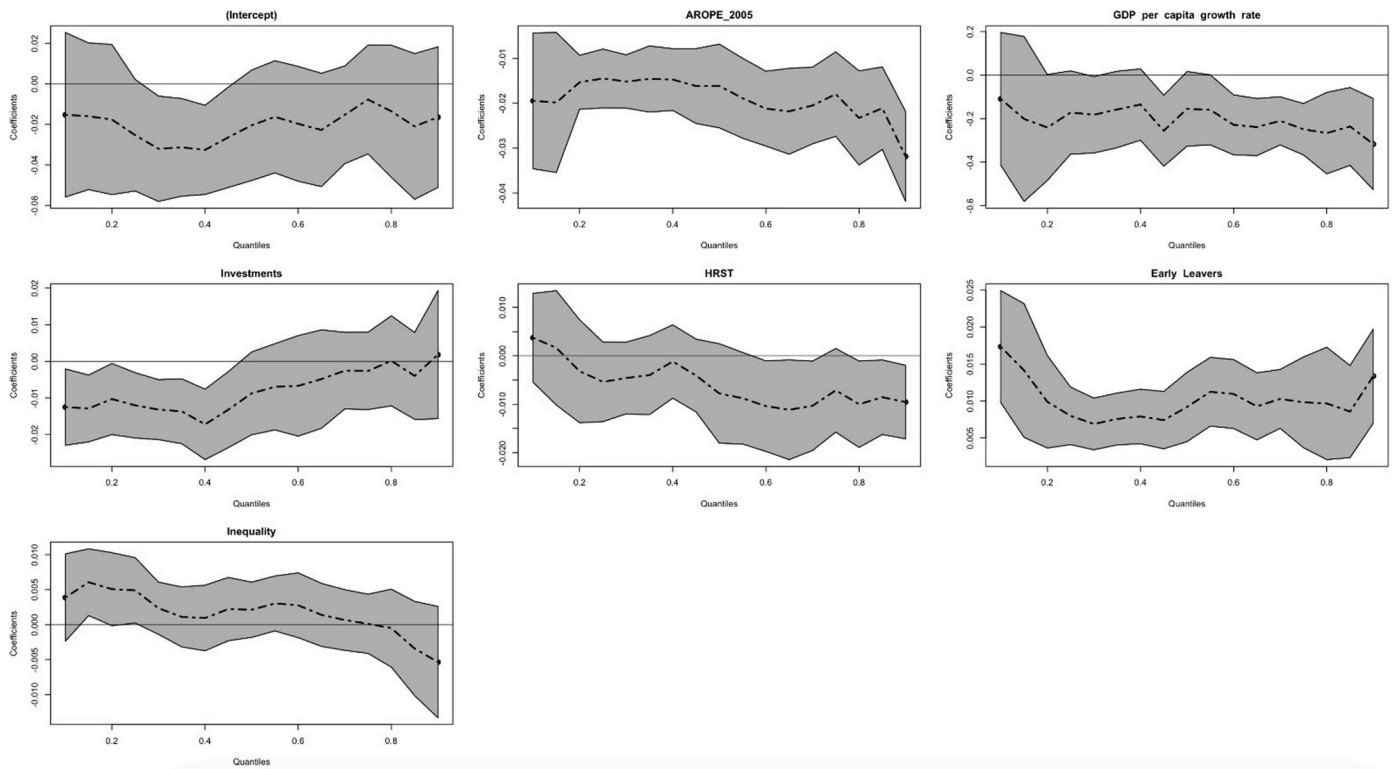 (Intercept)
Coefficients
0.02
0.00
-0.02
-0.04
-0.06
0.2
0.4
0.6
0.8
Quantiles
AROPE_2005
Coefficients
-0.01
-0.02
-0.03
-0.04
0.2
0.4
0.6
0.8
Quantiles
GDP per capita growth rate
Coefficients
0.2
0.0
-0.2
-0.4
-0.6
0.2
0.4
0.6
0.8
Quantiles
Investments
Coefficients
0.02
0.01
0.00
-0.01
-0.02
0.2
0.4
0.6
0.8
Quantiles
HRST
Coefficients
0.010
0.000
-0.010
-0.020
0.2
0.4
0.6
0.8
Quantiles
Early Leavers
Coefficients
0.025
0.020
0.015
0.010
0.005
0.2
0.4
0.6
0.8
Quantiles
Inequality
Coefficients
0.010
0.005
0.000
-0.005
-0.010
0.2
0.4
0.6
0.8
Quantiles